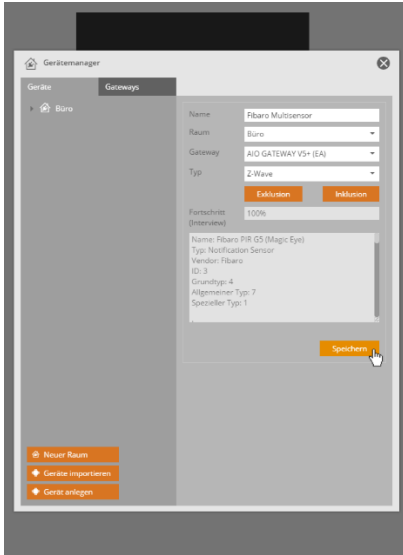 Gerätemanager
Geräte
Gateways
Büro
Name
Fibaro Multisensor
Raum
Büro
Gateway
AIO GATEWAY V5+ (EA)
Typ
Z-Wave
Exklusion
Inklusion
Fortschritt
(Interview)
100%
Name: Fibaro PIR G5 (Magic Eye)
Typ: Notification Sensor
Vendor: Fibaro
ID: 3
Grundtyp: 4
Allgemeiner Typ: 7
Spezieller Typ: 1
Speichern
Neuer Raum
Geräte importieren
Gerät anlegen